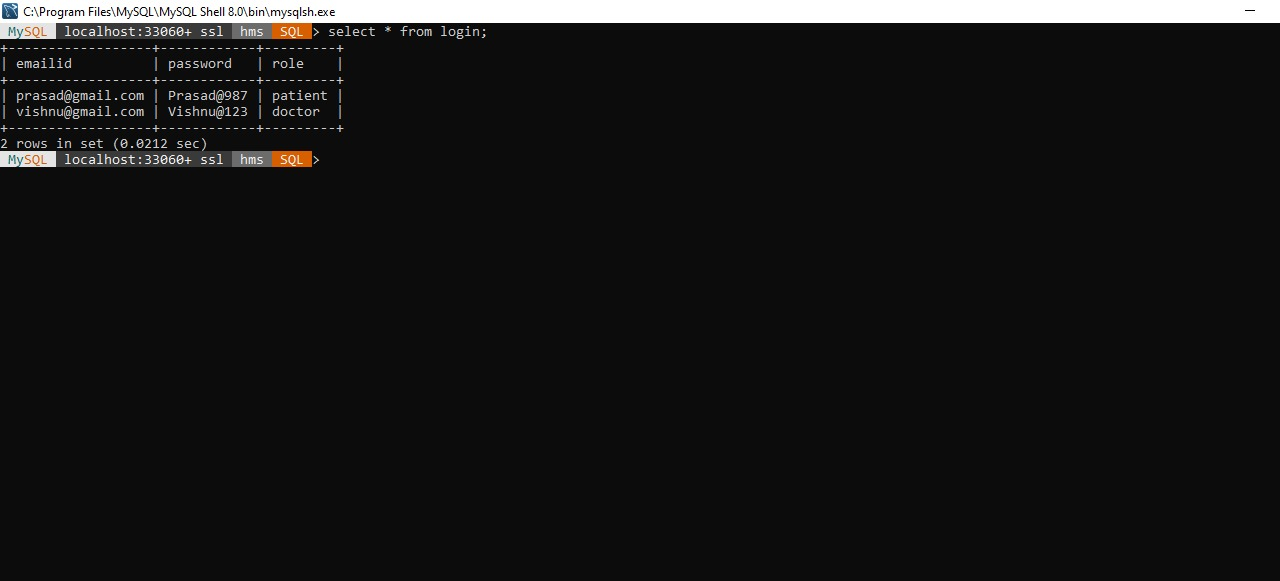 C:\Program Files\MySQL\MySQL Shell 8.0\bin\mysqlsh.exe
MySQL localhost:33060+ ssl hms SQL > select * from login;
+------------------+------------+---------+
| emailid          | password   | role    |
+------------------+------------+---------+
| prasad@gmail.com | Prasad@987 | patient |
| vishnu@gmail.com | Vishnu@123 | doctor  |
+------------------+------------+---------+
2 rows in set (0.0212 sec)
MySQL localhost:33060+ ssl hms SQL >